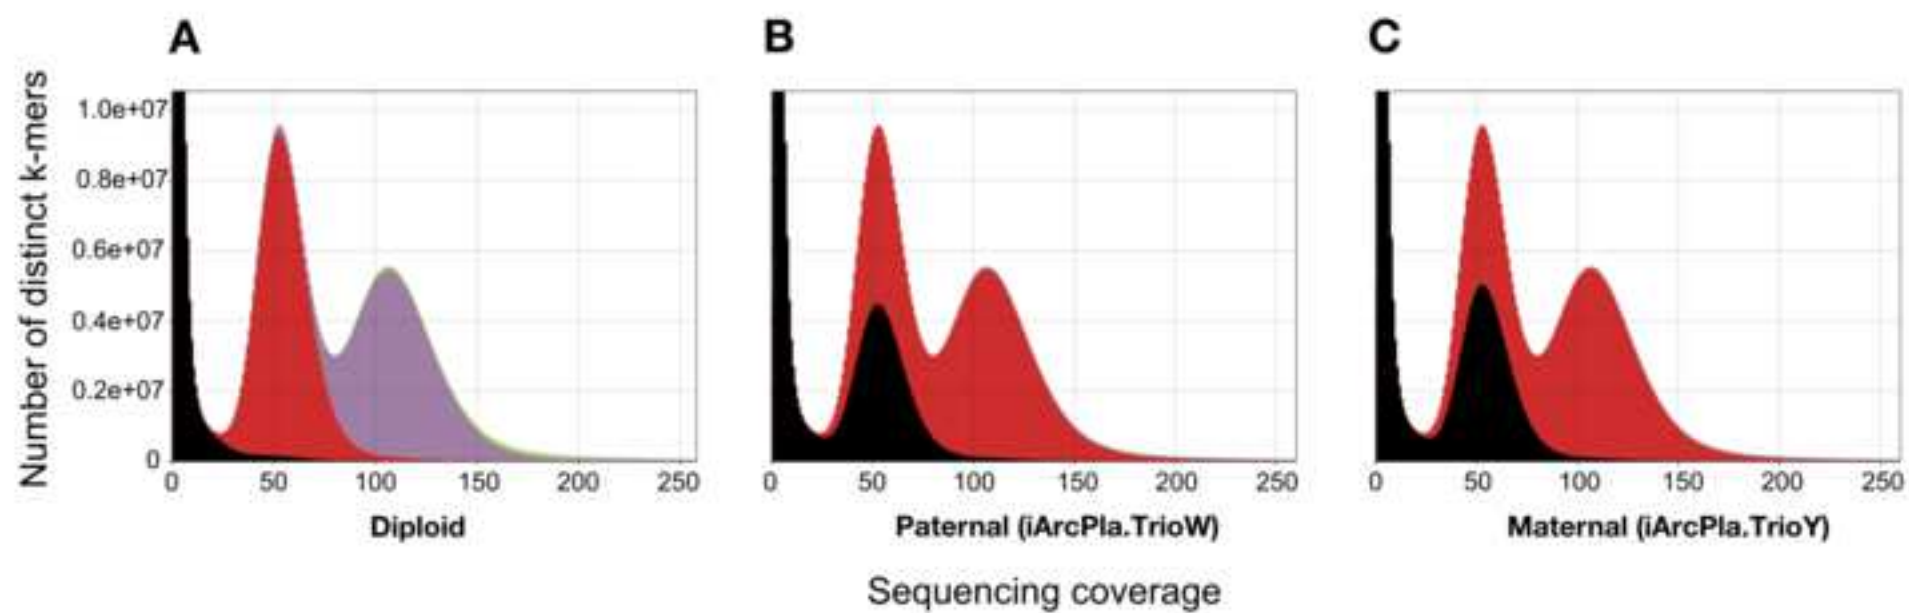 A
B
C
Number of distinct k-mers
1.0e+07
0.8e+07
0.6e+07
0.4e+07
0.2e+07
0
0 50 100 150 200 250
0 50 100 150 200 250
0 50 100 150 200 250
Diploid
Paternal (iArcPla.TrioW)
Maternal (iArcPla.TrioY)
Sequencing coverage